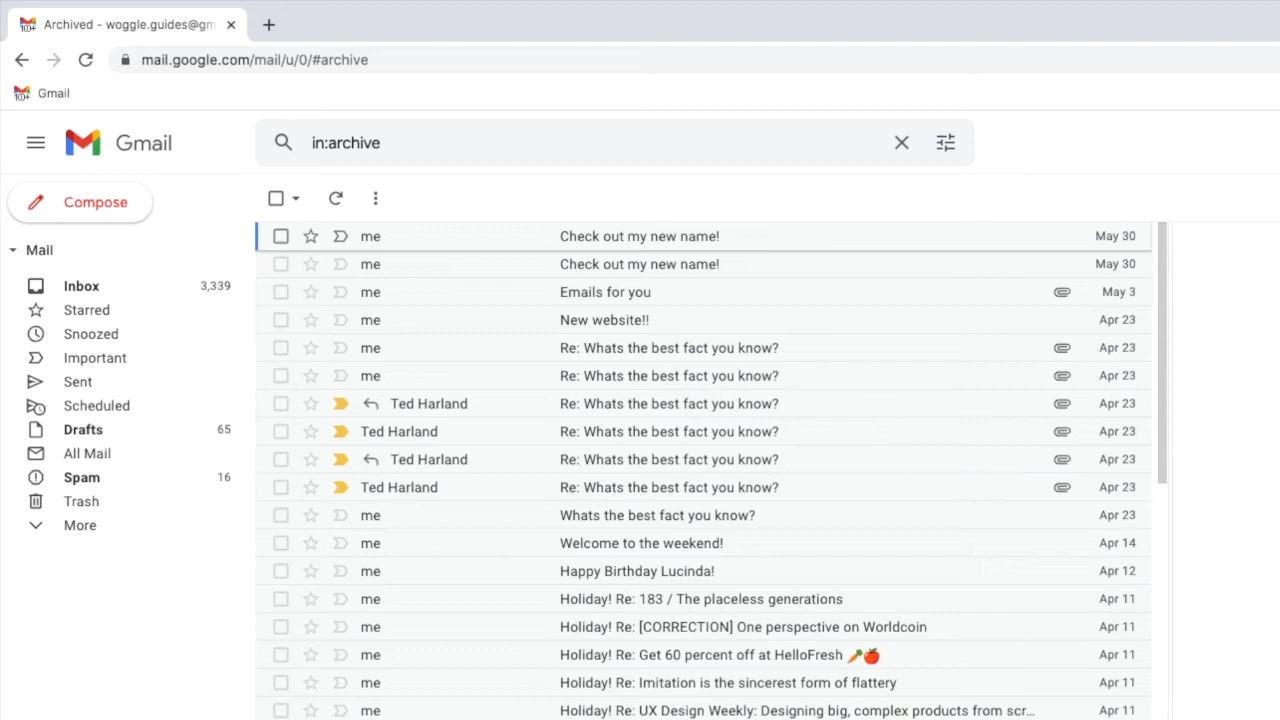 Archived - woggle.guides@gm
mail.google.com/mail/u/0/#archive
100+ Gmail
Gmail
in:archive
Compose
Mail
Inbox 3,339
Starred
Snoozed
Important
Sent
Scheduled
Drafts 65
All Mail
Spam 16
Trash
More
me Check out my new name! May 30
me Check out my new name! May 30
me Emails for you May 3
me New website!! Apr 23
me Re: Whats the best fact you know? Apr 23
me Re: Whats the best fact you know? Apr 23
Ted Harland Re: Whats the best fact you know? Apr 23
Ted Harland Re: Whats the best fact you know? Apr 23
Ted Harland Re: Whats the best fact you know? Apr 23
Ted Harland Re: Whats the best fact you know? Apr 23
me Whats the best fact you know? Apr 23
me Welcome to the weekend! Apr 14
me Happy Birthday Lucinda! Apr 12
me Holiday! Re: 183 / The placeless generations Apr 11
me Holiday! Re: [CORRECTION] One perspective on Worldcoin Apr 11
me Holiday! Re: Get 60 percent off at HelloFresh 🥕🍎 Apr 11
me Holiday! Re: Imitation is the sincerest form of flattery Apr 11
me Holiday! Re: UX Design Weekly: Designing big, complex products from scr... Apr 11